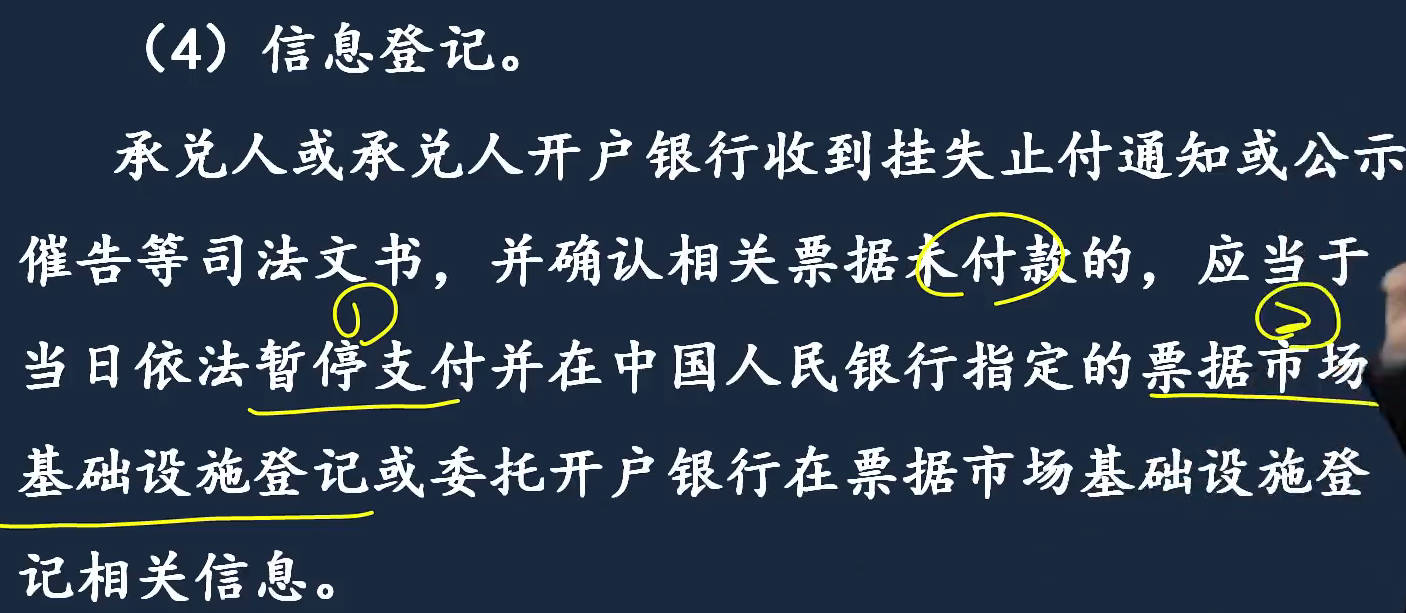 （4）信息登记。
承兑人或承兑人开户银行收到挂失止付通知或公示
催告等司法文书，并确认相关票据未付款的，应当于
①
②
当日依法暂停支付并在中国人民银行指定的票据市场
基础设施登记或委托开户银行在票据市场基础设施登
记相关信息。